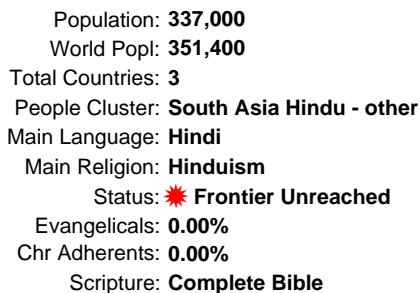 Population: 337,000
World Popl: 351,400
Total Countries: 3
People Cluster: South Asia Hindu - other
Main Language: Hindi
Main Religion: Hinduism
Status: Frontier Unreached
Evangelicals: 0.00%
Chr Adherents: 0.00%
Scripture: Complete Bible